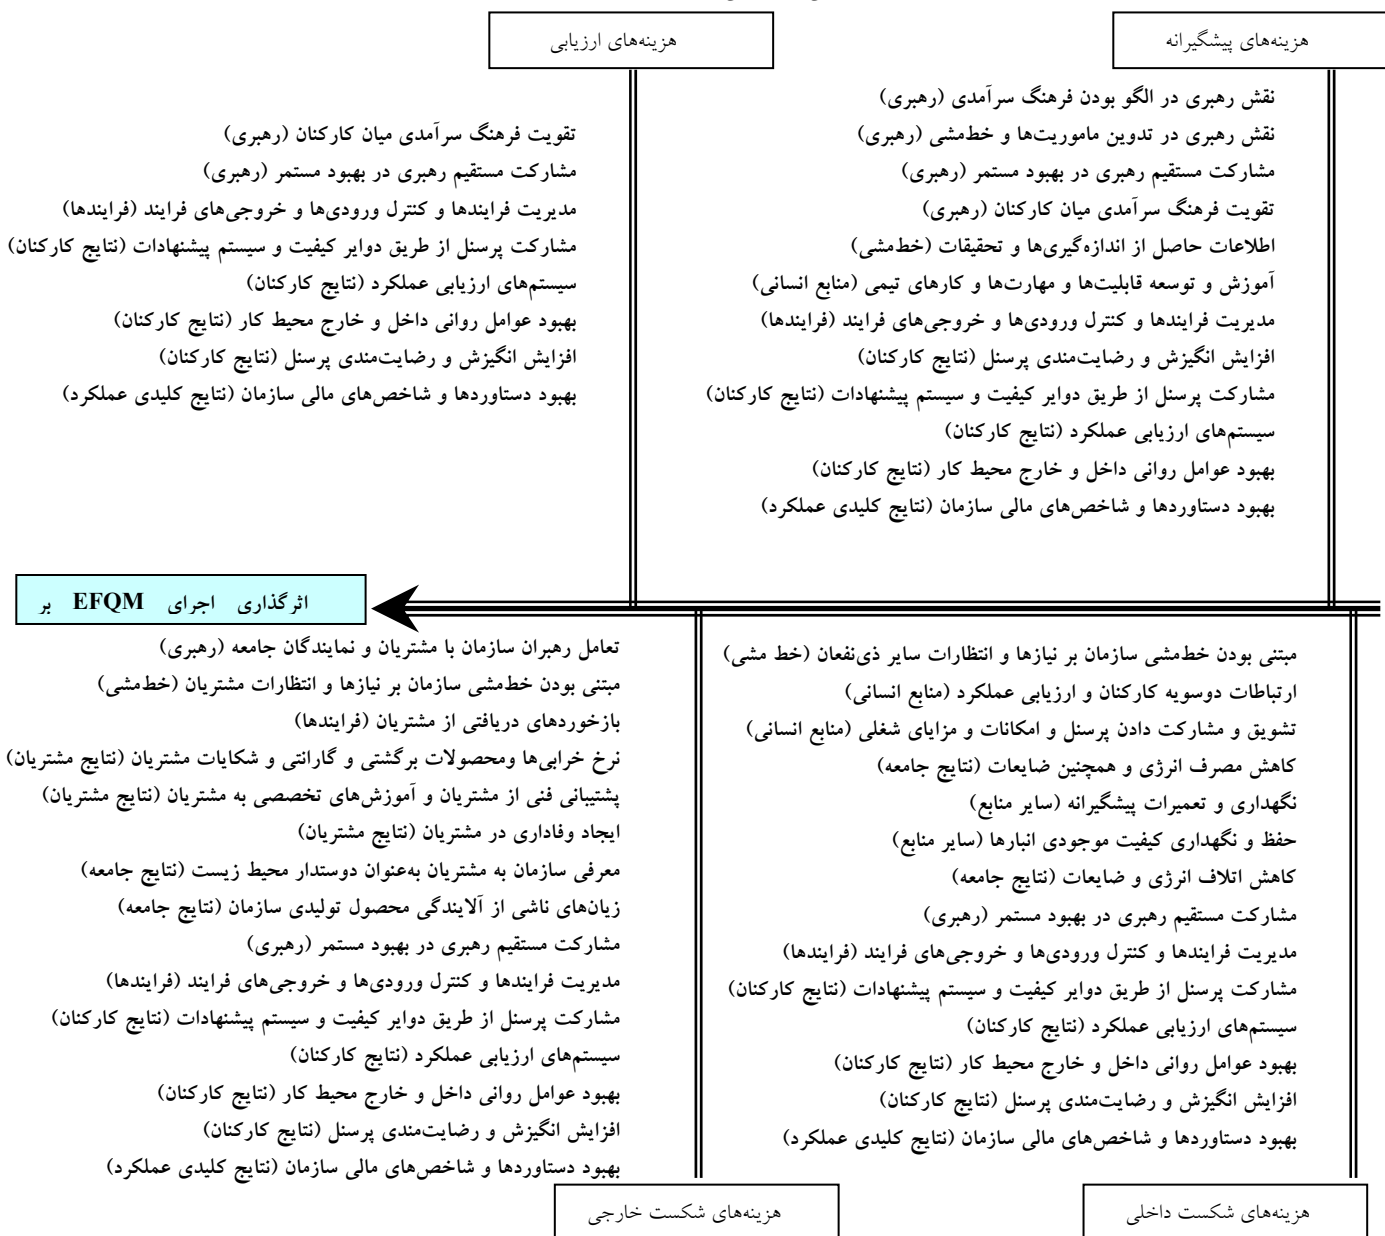 هزینه‌های پیشگیرانه
هزینه‌های ارزیابی
نقش رهبری در الگو بودن فرهنگ سرآمدی (رهبری)
نقش رهبری در تدوین ماموریت‌ها و خط‌مشی (رهبری)
مشارکت مستقیم رهبری در بهبود مستمر (رهبری)
تقویت فرهنگ سرآمدی میان کارکنان (رهبری)
اطلاعات حاصل از اندازه‌گیری‌ها و تحقیقات (خط‌مشی)
آموزش و توسعه قابلیت‌ها و مهارت‌ها و کارهای تیمی (منابع انسانی)
مدیریت فرایندها و کنترل ورودی‌ها و خروجی‌های فرایند (فرایندها)
افزایش انگیزش و رضایت‌مندی پرسنل (نتایج کارکنان)
مشارکت پرسنل از طریق دوایر کیفیت و سیستم پیشنهادات (نتایج کارکنان)
سیستم‌های ارزیابی عملکرد (نتایج کارکنان)
بهبود عوامل روانی داخل و خارج محیط کار (نتایج کارکنان)
بهبود دستاوردها و شاخص‌های مالی سازمان (نتایج کلیدی عملکرد)
تقویت فرهنگ سرآمدی میان کارکنان (رهبری)
مشارکت مستقیم رهبری در بهبود مستمر (رهبری)
مدیریت فرایندها و کنترل ورودی‌ها و خروجی‌های فرایند (فرایندها)
مشارکت پرسنل از طریق دوایر کیفیت و سیستم پیشنهادات (نتایج کارکنان)
سیستم‌های ارزیابی عملکرد (نتایج کارکنان)
بهبود عوامل روانی داخل و خارج محیط کار (نتایج کارکنان)
افزایش انگیزش و رضایت‌مندی پرسنل (نتایج کارکنان)
بهبود دستاوردها و شاخص‌های مالی سازمان (نتایج کلیدی عملکرد)
اثرگذاری اجرای EFQM بر
مبتنی بودن خط‌مشی سازمان بر نیازها و انتظارات سایر ذی‌نفعان (خط مشی)
ارتباطات دوسویه کارکنان و ارزیابی عملکرد (منابع انسانی)
تشویق و مشارکت دادن پرسنل و امکانات و مزایای شغلی (منابع انسانی)
کاهش مصرف انرژی و همچنین ضایعات (نتایج جامعه)
نگهداری و تعمیرات پیشگیرانه (سایر منابع)
حفظ و نگهداری کیفیت موجودی انبارها (سایر منابع)
کاهش اتلاف انرژی و ضایعات (نتایج جامعه)
مشارکت مستقیم رهبری در بهبود مستمر (رهبری)
مدیریت فرایندها و کنترل ورودی‌ها و خروجی‌های فرایند (فرایندها)
مشارکت پرسنل از طریق دوایر کیفیت و سیستم پیشنهادات (نتایج کارکنان)
سیستم‌های ارزیابی عملکرد (نتایج کارکنان)
بهبود عوامل روانی داخل و خارج محیط کار (نتایج کارکنان)
افزایش انگیزش و رضایت‌مندی پرسنل (نتایج کارکنان)
بهبود دستاوردها و شاخص‌های مالی سازمان (نتایج کلیدی عملکرد)
تعامل رهبران سازمان با مشتریان و نمایندگان جامعه (رهبری)
مبتنی بودن خط‌مشی سازمان بر نیازها و انتظارات مشتریان (خط‌مشی)
بازخوردهای دریافتی از مشتریان (فرایندها)
نرخ خرابی‌ها ومحصولات برگشتی و گارانتی و شکایات مشتریان (نتایج مشتریان)
پشتیبانی فنی از مشتریان و آموزش‌های تخصصی به مشتریان (نتایج مشتریان)
ایجاد وفاداری در مشتریان (نتایج مشتریان)
معرفی سازمان به مشتریان به‌عنوان دوستدار محیط زیست (نتایج جامعه)
زیان‌های ناشی از آلایندگی محصول تولیدی سازمان (نتایج جامعه)
مشارکت مستقیم رهبری در بهبود مستمر (رهبری)
مدیریت فرایندها و کنترل ورودی‌ها و خروجی‌های فرایند (فرایندها)
مشارکت پرسنل از طریق دوایر کیفیت و سیستم پیشنهادات (نتایج کارکنان)
سیستم‌های ارزیابی عملکرد (نتایج کارکنان)
بهبود عوامل روانی داخل و خارج محیط کار (نتایج کارکنان)
افزایش انگیزش و رضایت‌مندی پرسنل (نتایج کارکنان)
بهبود دستاوردها و شاخص‌های مالی سازمان (نتایج کلیدی عملکرد)
هزینه‌های شکست داخلی
هزینه‌های شکست خارجی